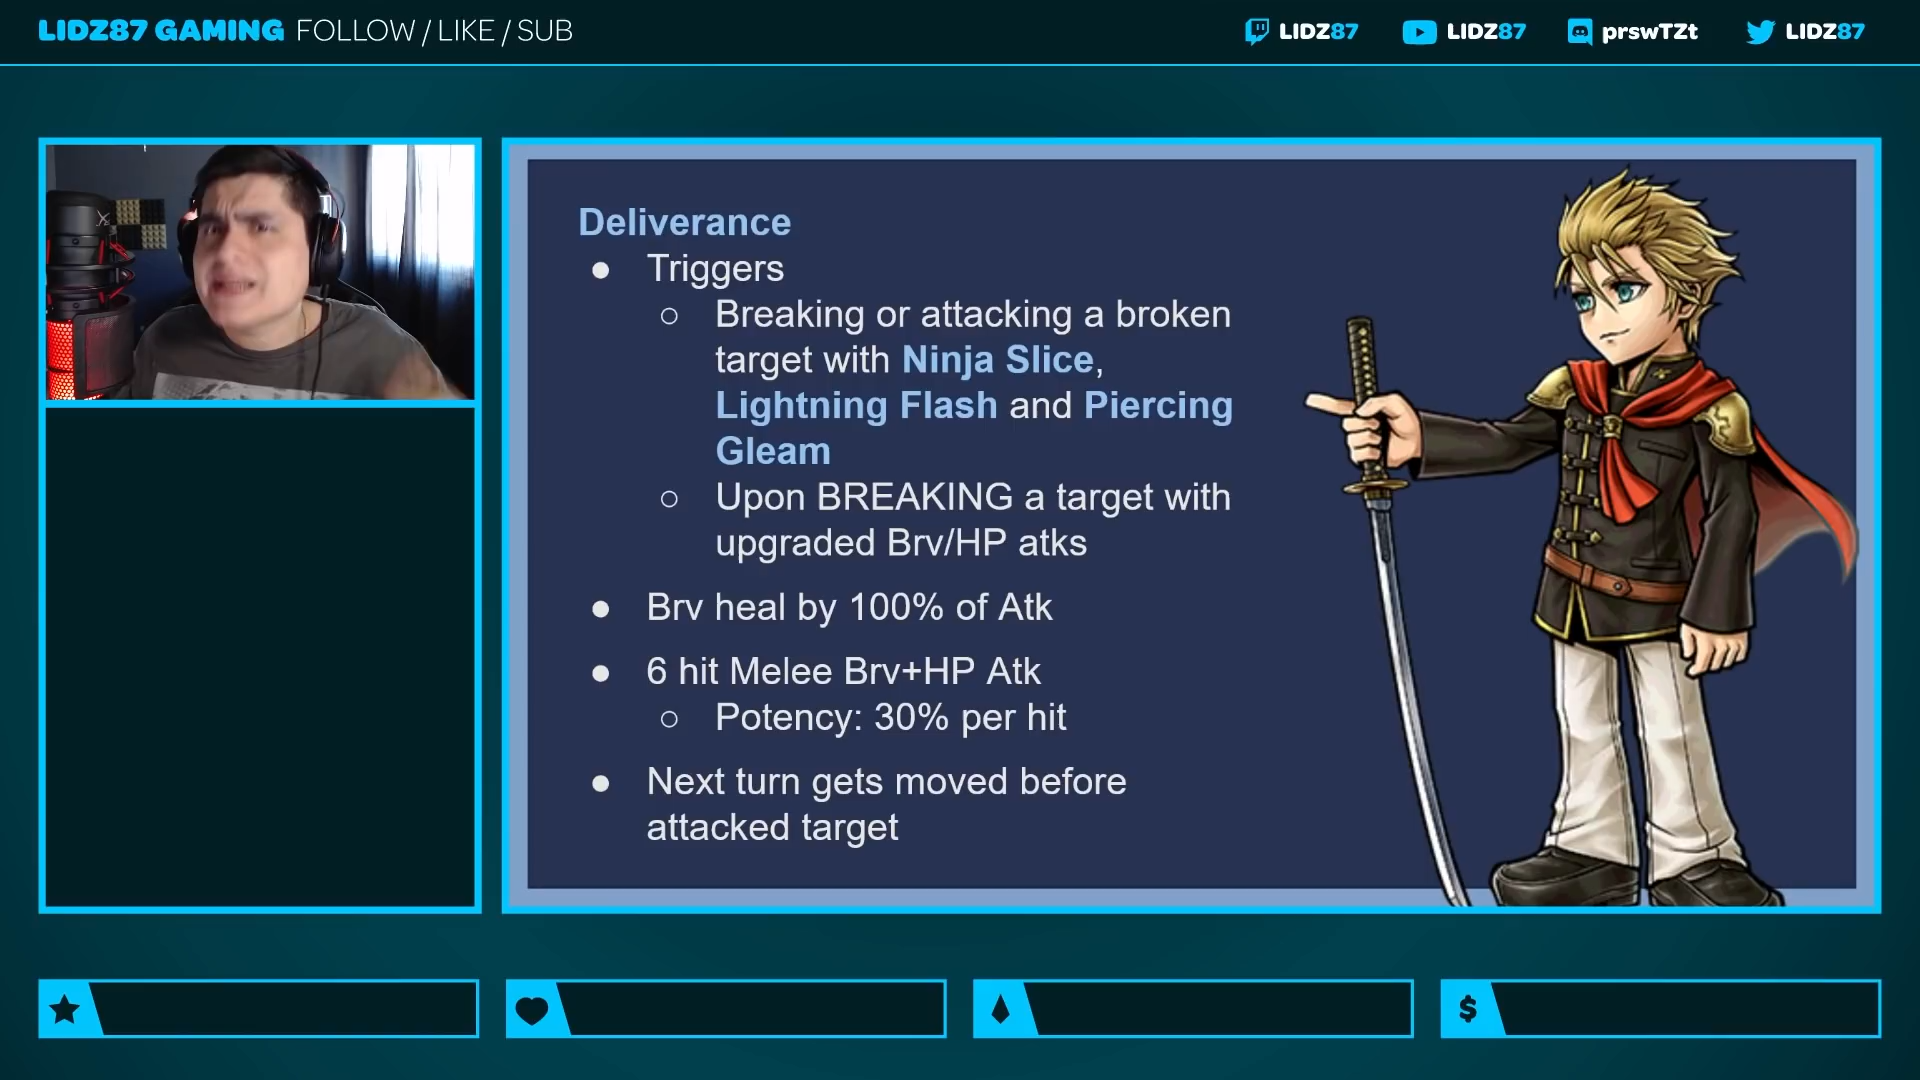 LIDZ87 GAMING FOLLOW / LIKE / SUB
LIDZ87
LIDZ87
prswTZt
LIDZ87
Deliverance
● Triggers
○ Breaking or attacking a broken
target with Ninja Slice,
Lightning Flash and Piercing
Gleam
○ Upon BREAKING a target with
upgraded Brv/HP atks
● Brv heal by 100% of Atk
● 6 hit Melee Brv+HP Atk
○ Potency: 30% per hit
● Next turn gets moved before
attacked target
$